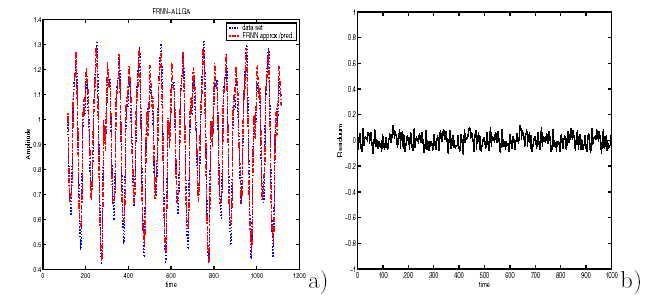 FRNN-ALLGA
data set
FRNN approx./pred.
Amplitude
1.4
1.3
1.2
1.1
1
0.9
0.8
0.7
0.6
0.5
0.4
0 200 400 600 800 1000 1200
time
a)
Residuum
1
0.8
0.6
0.4
0.2
0
-0.2
-0.4
-0.6
-0.8
-1
0 100 200 300 400 500 600 700 800 900 1000
time
b)